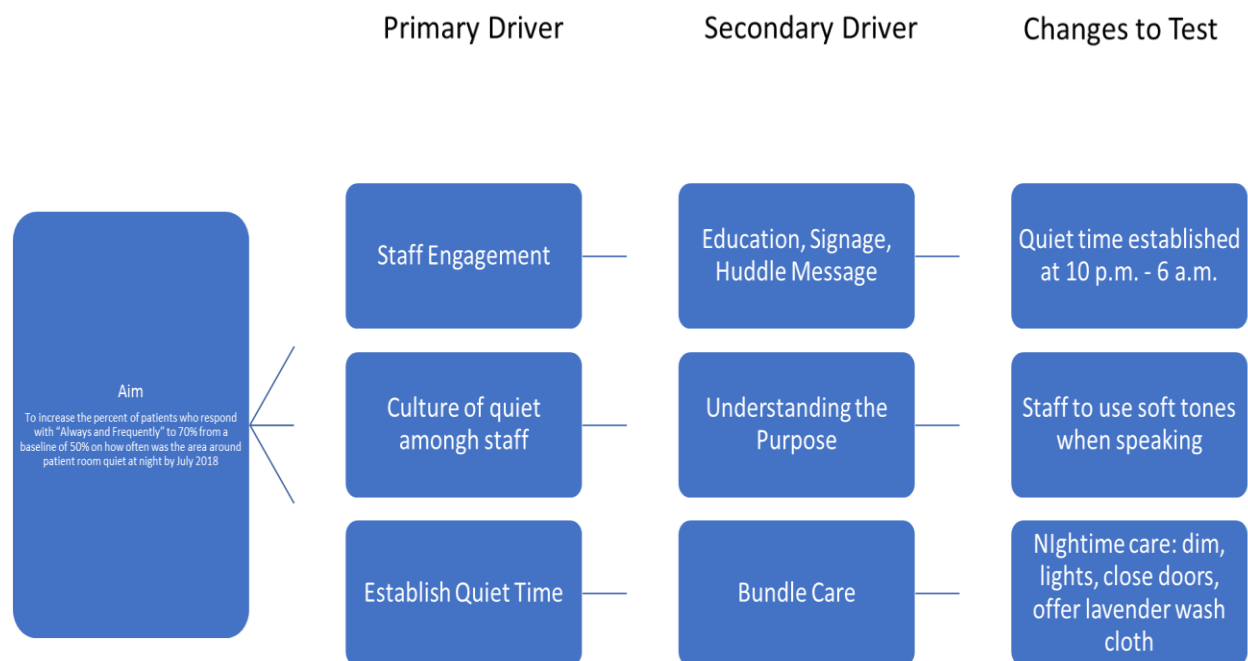 Primary Driver
Secondary Driver
Changes to Test
Aim
To increase the percent of patients who respond
with “Always and Frequently” to 70% from a
baseline of 50% on how often was the area around
patient room quiet at night by July 2018
Staff Engagement
Education, Signage,
Huddle Message
Quiet time established
at 10 p.m. - 6 a.m.
Culture of quiet
amongh staff
Understanding the
Purpose
Staff to use soft tones
when speaking
Establish Quiet Time
Bundle Care
NIghtime care: dim,
lights, close doors,
offer lavender wash
cloth